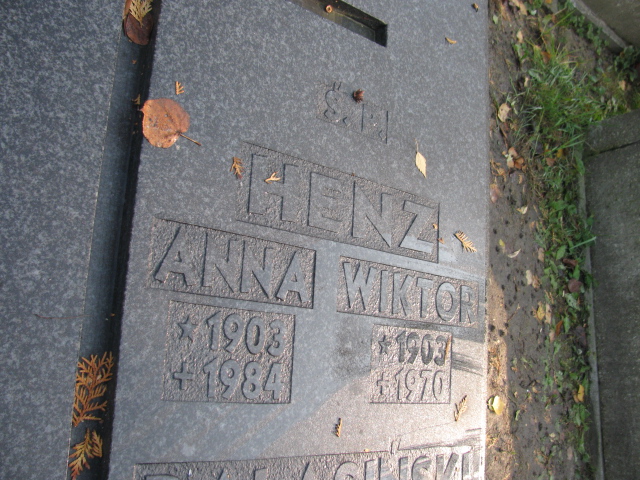 Ś.P.
HENZ
ANNA WIKTOR
* 1903 * 1903
+ 1984 + 1970